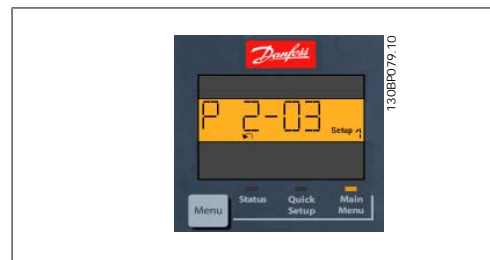 Danfoss
130BP079.10
P 2-03
Setup 1
Menu
Status
Quick Setup
Main Menu